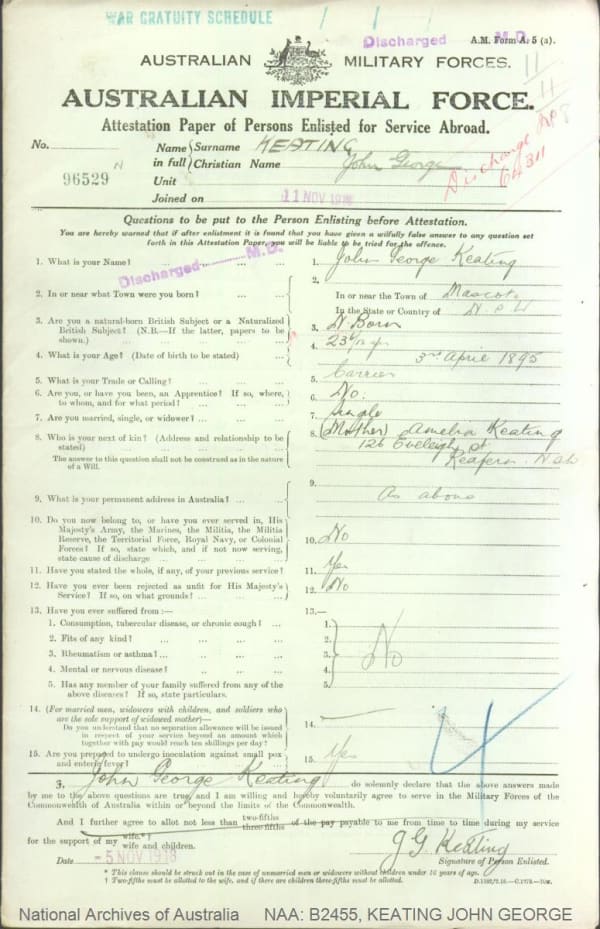 WAR GRATUITY SCHEDULE
Discharged M.D.
A.M. Form A. 5 (a).
11
11
AUSTRALIAN MILITARY FORCES.
AUSTRALIAN IMPERIAL FORCE.
Attestation Paper of Persons Enlisted for Service Abroad.
No.
96529 N
Name in full { Surname KEATING
Christian Name John George
Unit
Joined on 11 NOV 1918
Discharge No
64311
Questions to be put to the Person Enlisting before Attestation.
You are hereby warned that if after enlistment it is found that you have given a wilfully false answer to any question set
forth in this Attestation Paper, you will be liable to be tried for the offence.
1. What is your Name? ... 1. John George Keating
Discharged M.D.
2. In or near what Town were you born? ... 2. In or near the Town of Mascot
In the State or Country of N.S.W
3. Are you a natural-born British Subject or a Naturalized
British Subject? (N.B.—If the latter, papers to be
shown.) ... 3. N. Born
4. What is your Age? (Date of birth to be stated) ... 4. 23 3rd April 1895
5. What is your Trade or Calling? ... 5. Carrier
6. Are you, or have you been, an Apprentice? If so, where,
to whom, and for what period? ... 6. No.
7. Are you married, single, or widower? ... 7. Single
8. Who is your next of kin? (Address and relationship to be
stated) ... 8. (Mother) Amelia Keating
126 Eveleigh St
Redfern NSW
The answer to this question shall not be construed as in the nature
of a Will.
9. What is your permanent address in Australia? ... 9. As above
10. Do you now belong to, or have you ever served in, His
Majesty's Army, the Marines, the Militia, the Militia
Reserve, the Territorial Force, Royal Navy, or Colonial
Forces? If so, state which, and if not now serving,
state cause of discharge ... 10. No
11. Have you stated the whole, if any, of your previous service? 11. Yes
12. Have you ever been rejected as unfit for His Majesty's
Service? If so, on what grounds? ... 12. No
13. Have you ever suffered from :— 13.—
1. Consumption, tubercular disease, or chronic cough? ... 1.
2. Fits of any kind? ... 2.
3. Rheumatism or asthma? ... 3. No
4. Mental or nervous disease? ... 4.
5. Has any member of your family suffered from any of the
above diseases? If so, state particulars. 5.
14. (For married men, widowers with children, and soldiers who
are the sole support of widowed mother)—
Do you understand that no separation allowance will be issued
in respect of your service beyond an amount which
together with pay would reach ten shillings per day? 14. —
15. Are you prepared to undergo inoculation against small pox
and enteric fever? 15. Yes
4
I, John George Keating do solemnly declare that the above answers made
by me to the above questions are true, and I am willing and hereby voluntarily agree to serve in the Military Forces of the
Commonwealth of Australia within or beyond the limits of the Commonwealth.
And I further agree to allot not less than two-fifths three-fifths of the pay payable to me from time to time during my service
for the support of my wife.* † wife and children.
Date - 5 NOV 1918
J G Keating
Signature of Person Enlisted.
* This clause should be struck out in the case of unmarried men or widowers without children under 16 years of age.
† Two-fifths must be allotted to the wife, and if there are children three-fifths must be allotted.
National Archives of Australia NAA: B2455, KEATING JOHN GEORGE